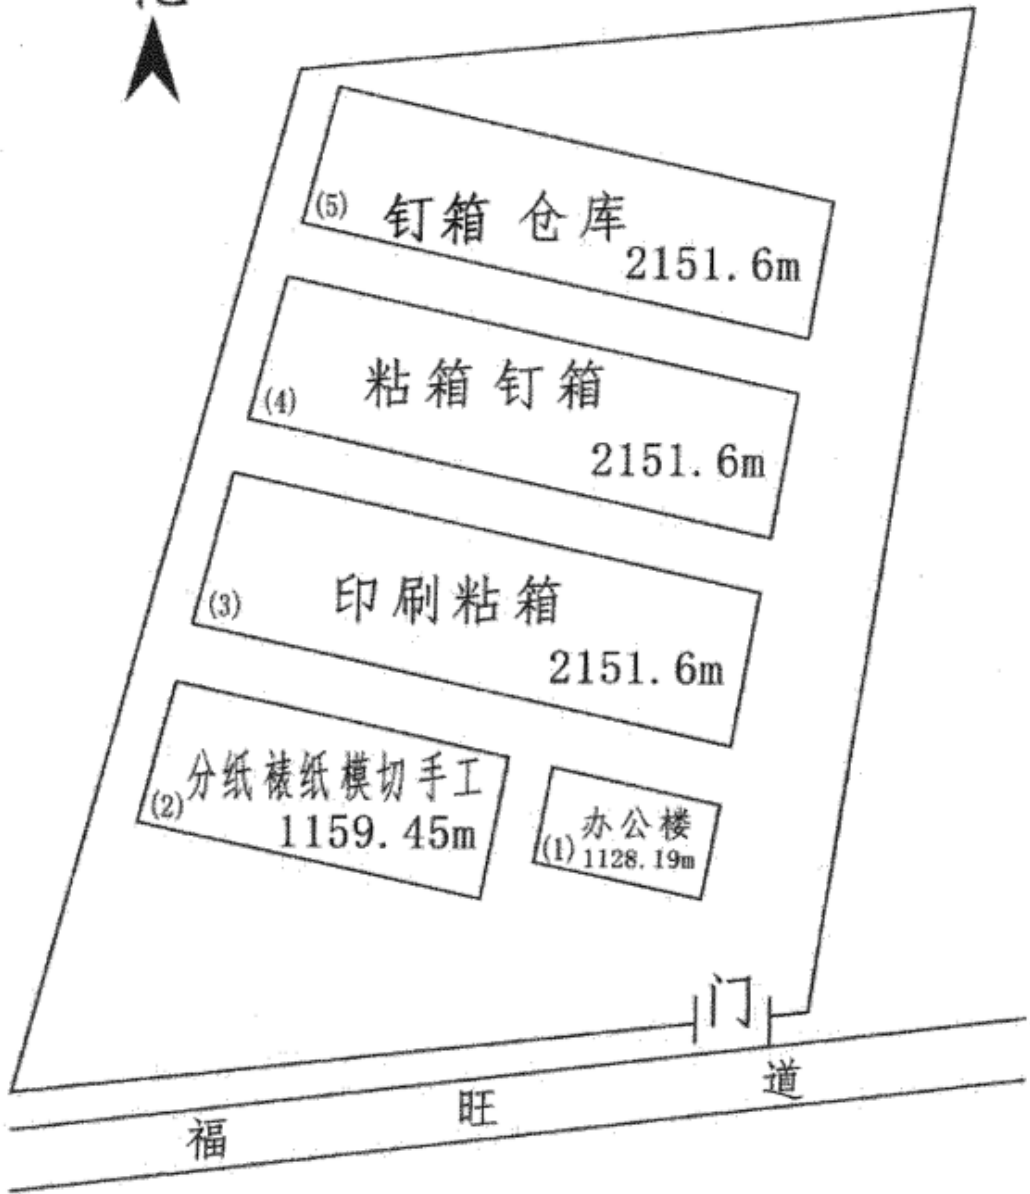 (5) 钉箱 仓库
2151.6m
(4) 粘箱 钉箱
2151.6m
(3) 印刷粘箱
2151.6m
(2) 分纸裱纸模切手工
1159.45m
(1) 办公楼
1128.19m
门
福旺道